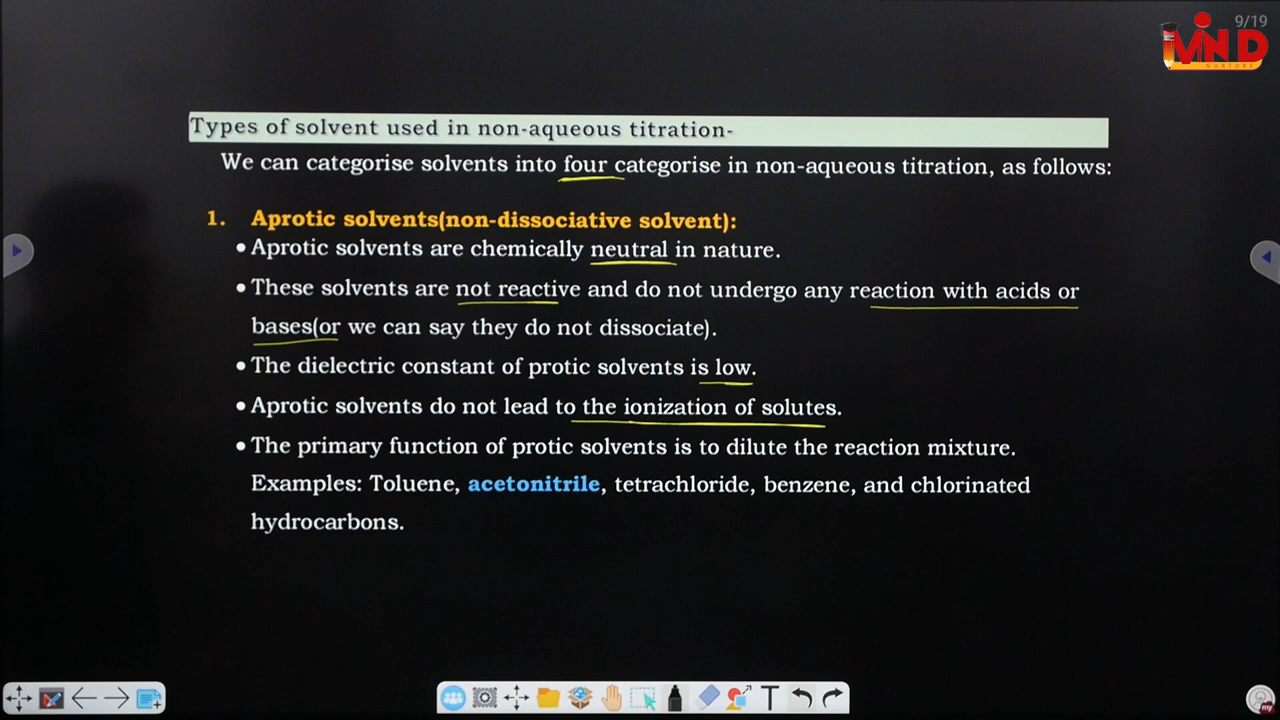 9/19
MIND
NURTURE
Types of solvent used in non-aqueous titration-
We can categorise solvents into four categorise in non-aqueous titration, as follows:
1. Aprotic solvents(non-dissociative solvent):
• Aprotic solvents are chemically neutral in nature.
• These solvents are not reactive and do not undergo any reaction with acids or
bases(or we can say they do not dissociate).
• The dielectric constant of protic solvents is low.
• Aprotic solvents do not lead to the ionization of solutes.
• The primary function of protic solvents is to dilute the reaction mixture.
Examples: Toluene, acetonitrile, tetrachloride, benzene, and chlorinated
hydrocarbons.
T
my